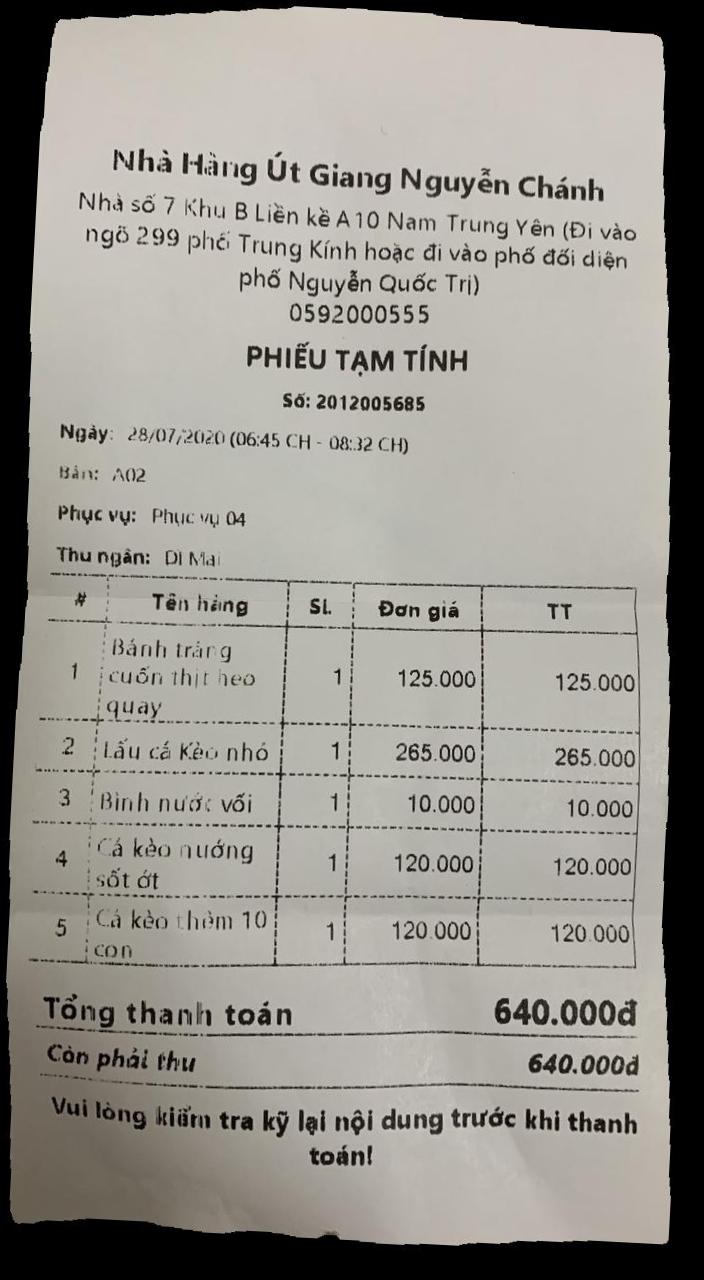 Nhà Hàng Út Giang Nguyễn Chánh
Nhà số 7 Khu B Liền kề A10 Nam Trung Yên (Đi vào
ngõ 299 phố Trung Kính hoặc đi vào phố đối diện
phố Nguyễn Quốc Trị)
0592000555
PHIẾU TẠM TÍNH
Số: 2012005685
Ngày: 28/07/2020 (06:45 CH - 08:32 CH)
Bàn: A02
Phục vụ: Phục vụ 04
Thu ngân: DI Mai
# Tên hàng SL Đơn giá TT
Bánh tráng
1 cuốn thịt heo 1 125.000 125.000
quay
2 Lẩu cá Kèo nhỏ 1 265.000 265.000
3 Bình nước vối 1 10.000 10.000
4 Cá kèo nướng 1 120.000 120.000
sốt ớt
5 Cá kèo thêm 10 1 120.000 120.000
con
Tổng thanh toán 640.000đ
Còn phải thu 640.000đ
Vui lòng kiểm tra kỹ lại nội dung trước khi thanh
toán!